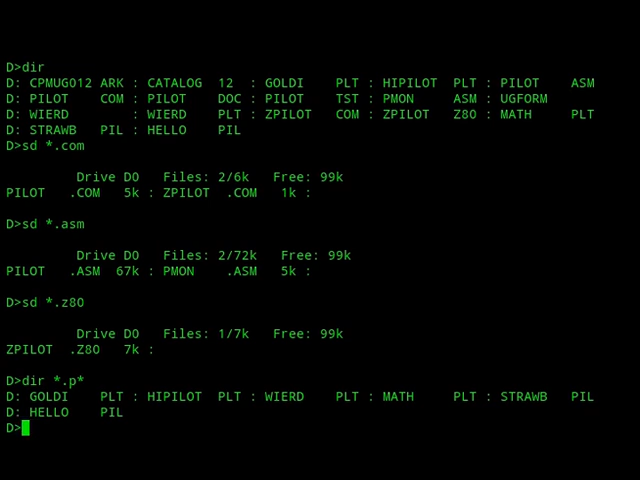 D>dir
D: CPMUG012 ARK : CATALOG  12  : GOLDI    PLT : HIPILOT  PLT : PILOT    ASM
D: PILOT    COM : PILOT    DOC : PILOT    TST : PMON     ASM : UGFORM
D: WIERD        : WIERD    PLT : ZPILOT   COM : ZPILOT   Z80 : MATH     PLT
D: STRAWB   PIL : HELLO    PIL
D>sd *.com
         Drive D0   Files: 2/6k   Free: 99k
PILOT   .COM   5k : ZPILOT  .COM   1k :
D>sd *.asm
         Drive D0   Files: 2/72k   Free: 99k
PILOT   .ASM  67k : PMON    .ASM   5k :
D>sd *.z80
         Drive D0   Files: 1/7k   Free: 99k
ZPILOT  .Z80   7k :
D>dir *.p*
D: GOLDI    PLT : HIPILOT  PLT : WIERD    PLT : MATH     PLT : STRAWB   PIL
D: HELLO    PIL
D>